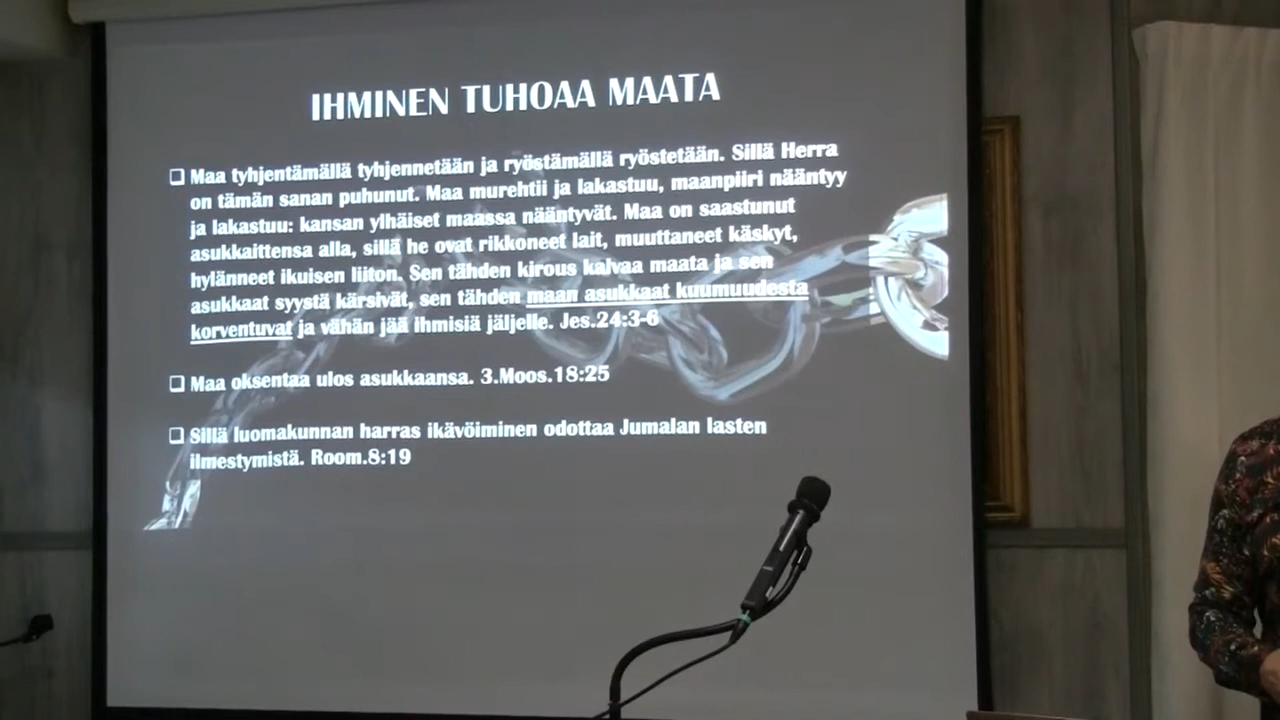 IHMINEN TUHOAA MAATA
❑ Maa tyhjentämällä tyhjennetään ja ryöstämällä ryöstetään. Sillä Herra
on tämän sanan puhunut. Maa murehtii ja lakastuu, maanpiiri nääntyy
ja lakastuu: kansan ylhäiset maassa nääntyvät. Maa on saastunut
asukkaittensa alla, sillä he ovat rikkoneet lait, muuttaneet käskyt,
hylänneet ikuisen liiton. Sen tähden kirous kalvaa maata ja sen
asukkaat syystä kärsivät, sen tähden maan asukkaat kuumuudesta
korventuvat ja vähän jää ihmisiä jäljelle. Jes.24:3-6
❑ Maa oksentaa ulos asukkaansa. 3.Moos.18:25
❑ Sillä luomakunnan harras ikävöiminen odottaa Jumalan lasten
ilmestymistä. Room.8:19